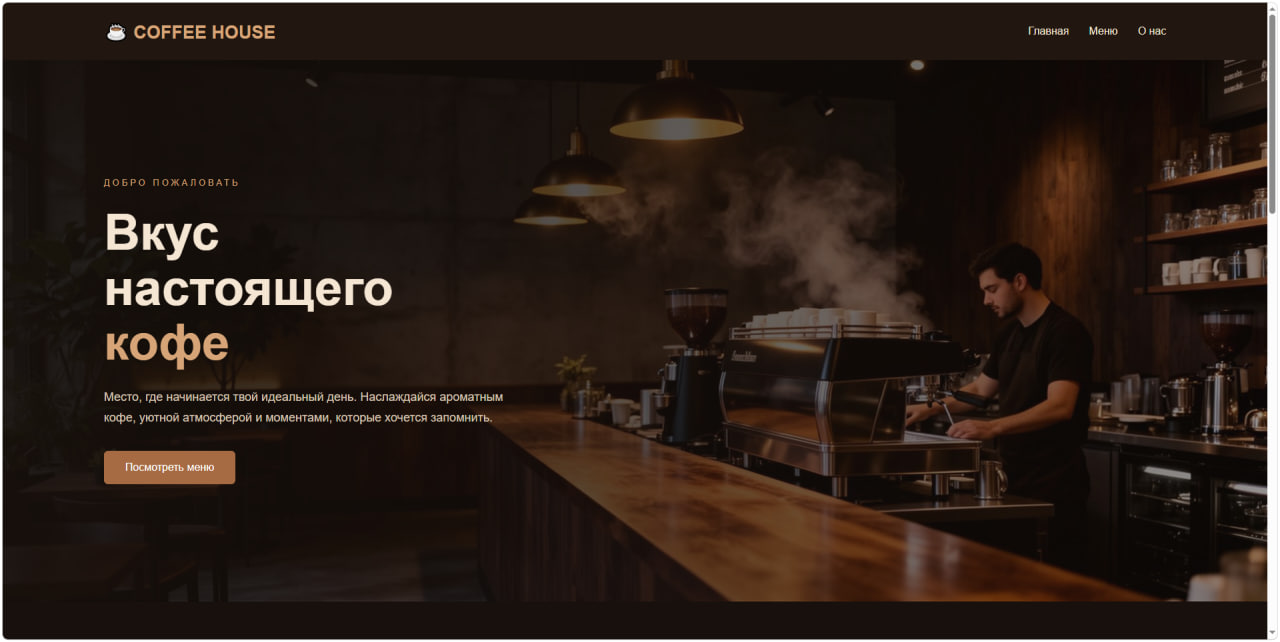 COFFEE HOUSE
Главная Меню О нас
ДОБРО ПОЖАЛОВАТЬ
Вкус
настоящего
кофе
Место, где начинается твой идеальный день. Наслаждайся ароматным
кофе, уютной атмосферой и моментами, которые хочется запомнить.
Посмотреть меню